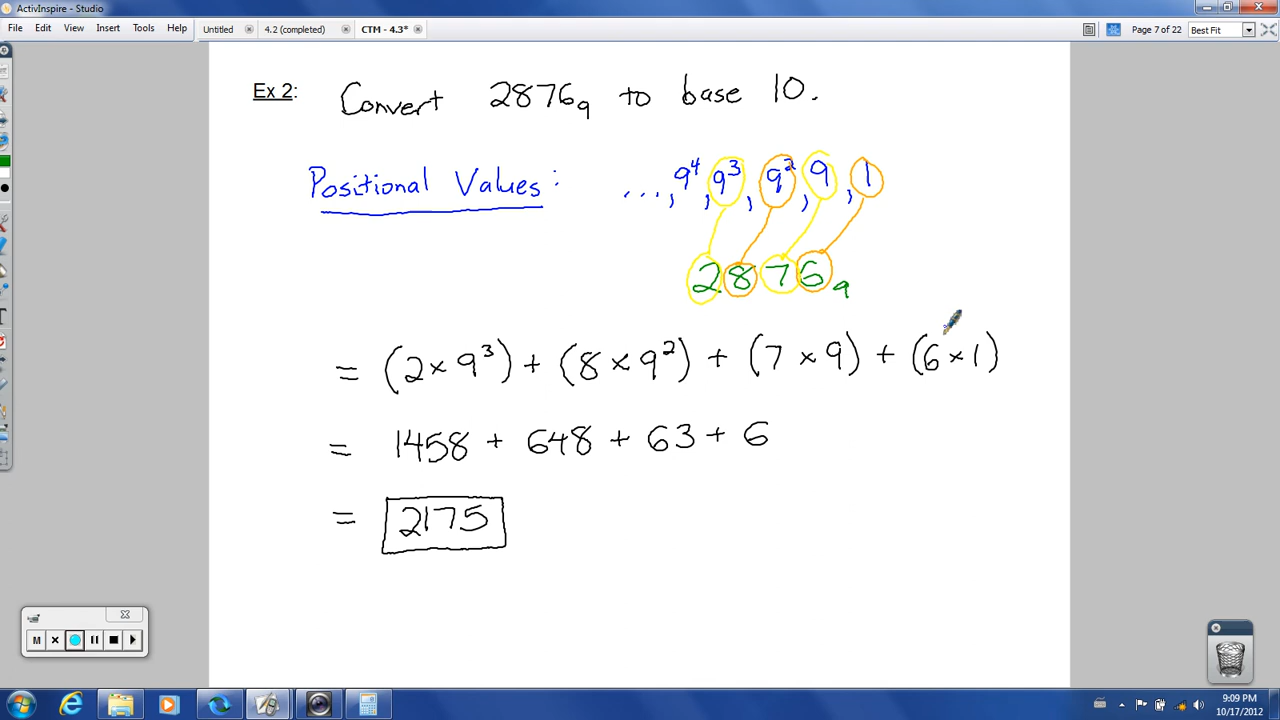 ActivInspire - Studio
File Edit View Insert Format Tools Help Untitled 4.2 (completed) CTM - 4.3* Page 7 of 22 Best Fit
Ex 2: Convert 2876₉ to base 10.
Positional Values: ..., 9⁴, 9³, 9², 9, 1
2876₉
= (2 × 9³) + (8 × 9²) + (7 × 9) + (6 × 1)
= 1458 + 648 + 63 + 6
= 2175
M
9:09 PM
10/17/2012